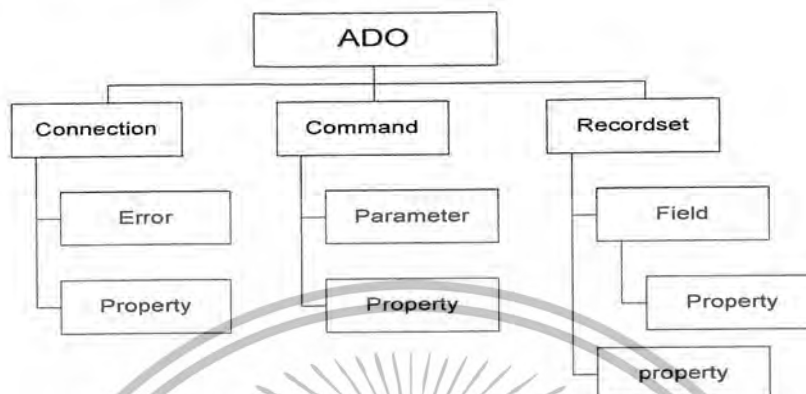 ADO
Connection
Command
Recordset
Error
Parameter
Field
Property
Property
Property
property